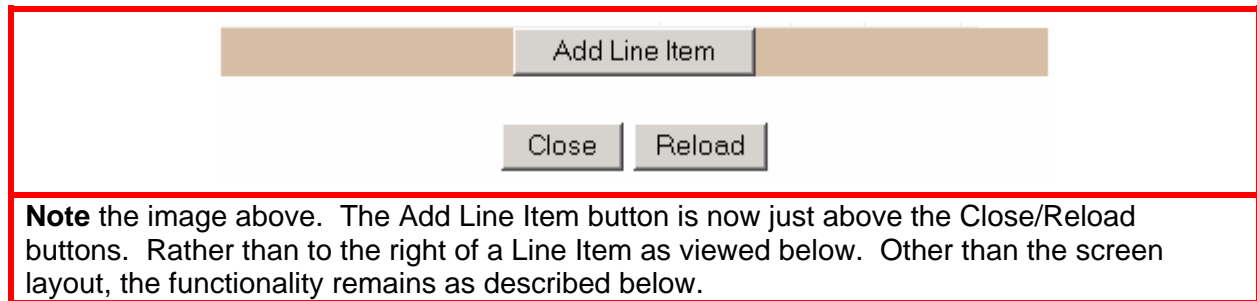 Add Line Item
Close Reload
Note the image above. The Add Line Item button is now just above the Close/Reload
buttons. Rather than to the right of a Line Item as viewed below. Other than the screen
layout, the functionality remains as described below.